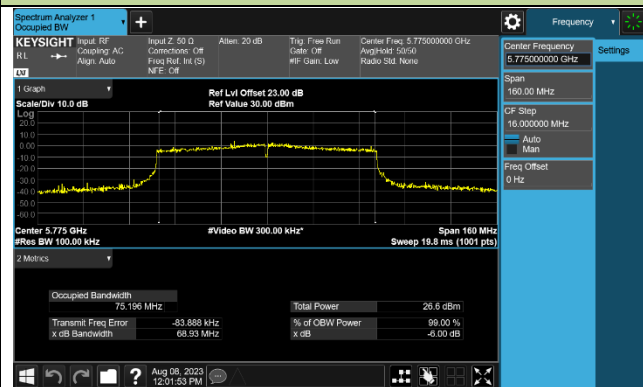 Spectrum Analyzer 1
Occupied BW
Frequency
KEYSIGHT
RL
LXI
Input: RF
Coupling: AC
Align: Auto
Input Z: 50 Ω
Corrections: Off
Freq Ref: Int (S)
NFE: Off
Atten: 20 dB
Trig: Free Run
Gate: Off
#IF Gain: Low
Center Freq: 5.775000000 GHz
Avg|Hold: 50/50
Radio Std: None
Center Frequency
5.775000000 GHz
Settings
Span
160.00 MHz
CF Step
16.000000 MHz
Auto
Man
Freq Offset
0 Hz
1 Graph
Scale/Div 10.0 dB
Ref Lvl Offset 23.00 dB
Ref Value 30.00 dBm
Log
20.0
10.0
0.00
-10.0
-20.0
-30.0
-40.0
-50.0
-60.0
Center 5.775 GHz
#Video BW 300.00 kHz*
Span 160 MHz
#Res BW 100.00 kHz
Sweep 19.8 ms (1001 pts)
2 Metrics
Occupied Bandwidth
75.196 MHz
Total Power 26.6 dBm
Transmit Freq Error -83.888 kHz
% of OBW Power 99.00 %
x dB Bandwidth 68.93 MHz
x dB -6.00 dB
?
Aug 08, 2023
12:01:53 PM